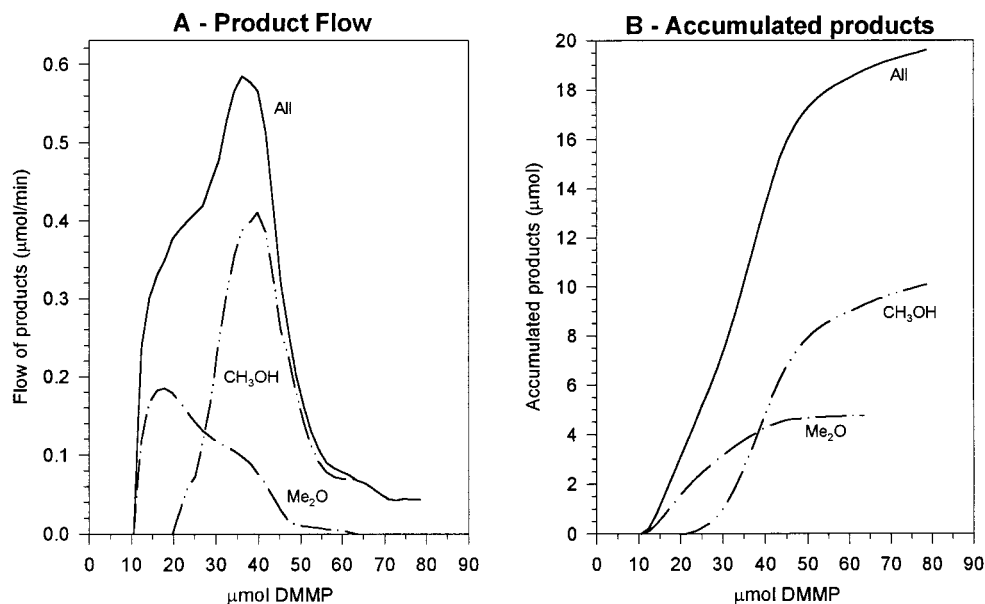 A - Product Flow
Flow of products (μmol/min)
0.6
0.5
0.4
0.3
0.2
0.1
0.0
All
CH₃OH
Me₂O
0 10 20 30 40 50 60 70 80 90
μmol DMMP
B - Accumulated products
Accumulated products (μmol)
20
18
16
14
12
10
8
6
4
2
0
All
CH₃OH
Me₂O
0 10 20 30 40 50 60 70 80 90
μmol DMMP